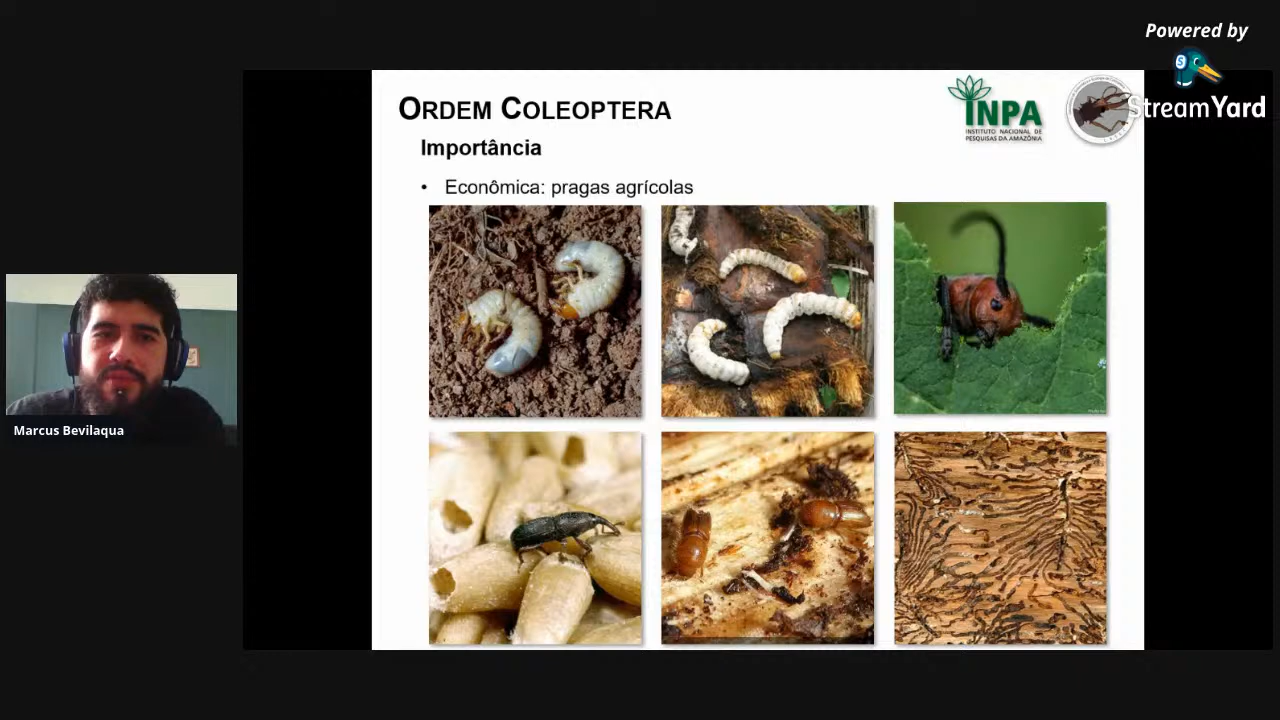 Powered by
StreamYard
ORDEM COLEOPTERA
Importância
• Econômica: pragas agrícolas
INPA
INSTITUTO NACIONAL DE
PESQUISAS DA AMAZÔNIA
Marcus Bevilaqua